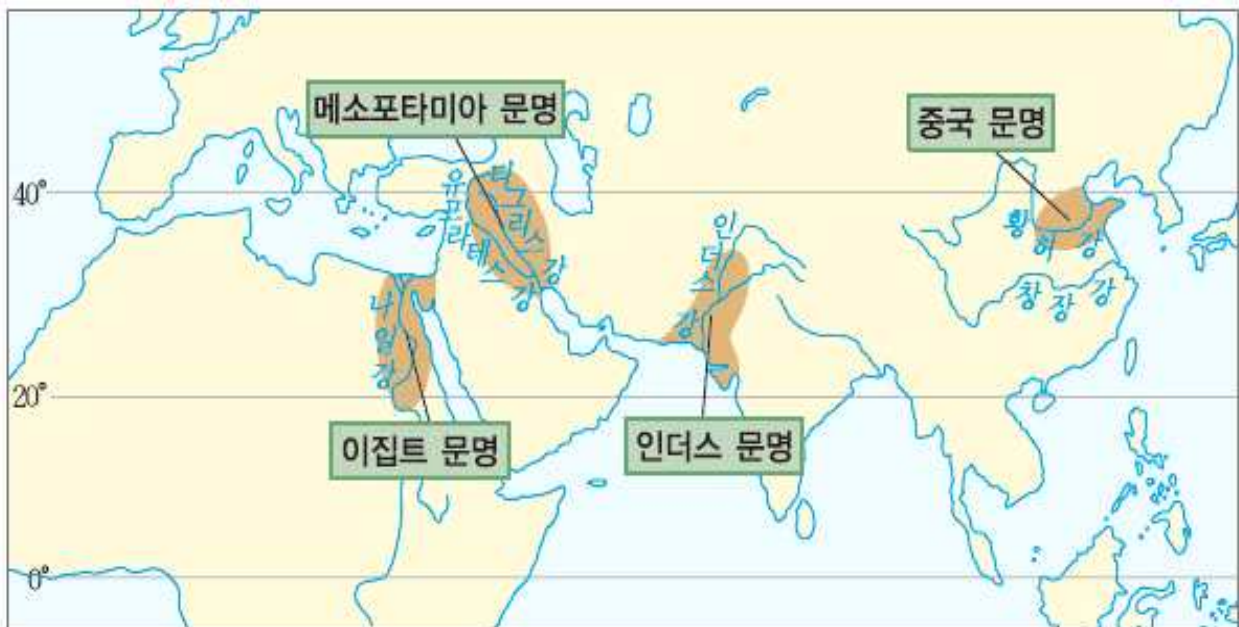 메소포타미아 문명
중국 문명
40°
유프라테스강
티그리스강
인더스강
황허강
창장강
나일강
20°
이집트 문명
인더스 문명
0°